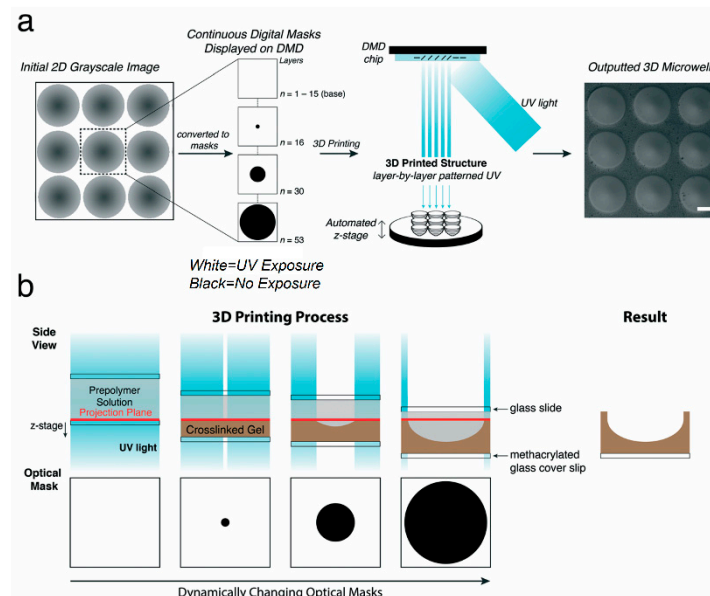 a
Initial 2D Grayscale Image
converted to
masks
Continuous Digital Masks
Displayed on DMD
Layers
n = 1 – 15 (base)
n = 16
n = 30
n = 53
3D Printing
DMD
chip
UV light
3D Printed Structure
layer-by-layer patterned UV
Automated
z-stage
Outputted 3D Microwell
White=UV Exposure
Black=No Exposure
b
3D Printing Process
Result
Side
View
Prepolymer
Solution
Projection Plane
z-stage
UV light
Crosslinked Gel
glass slide
methacrylated
glass cover slip
Optical
Mask
Dynamically Changing Optical Masks